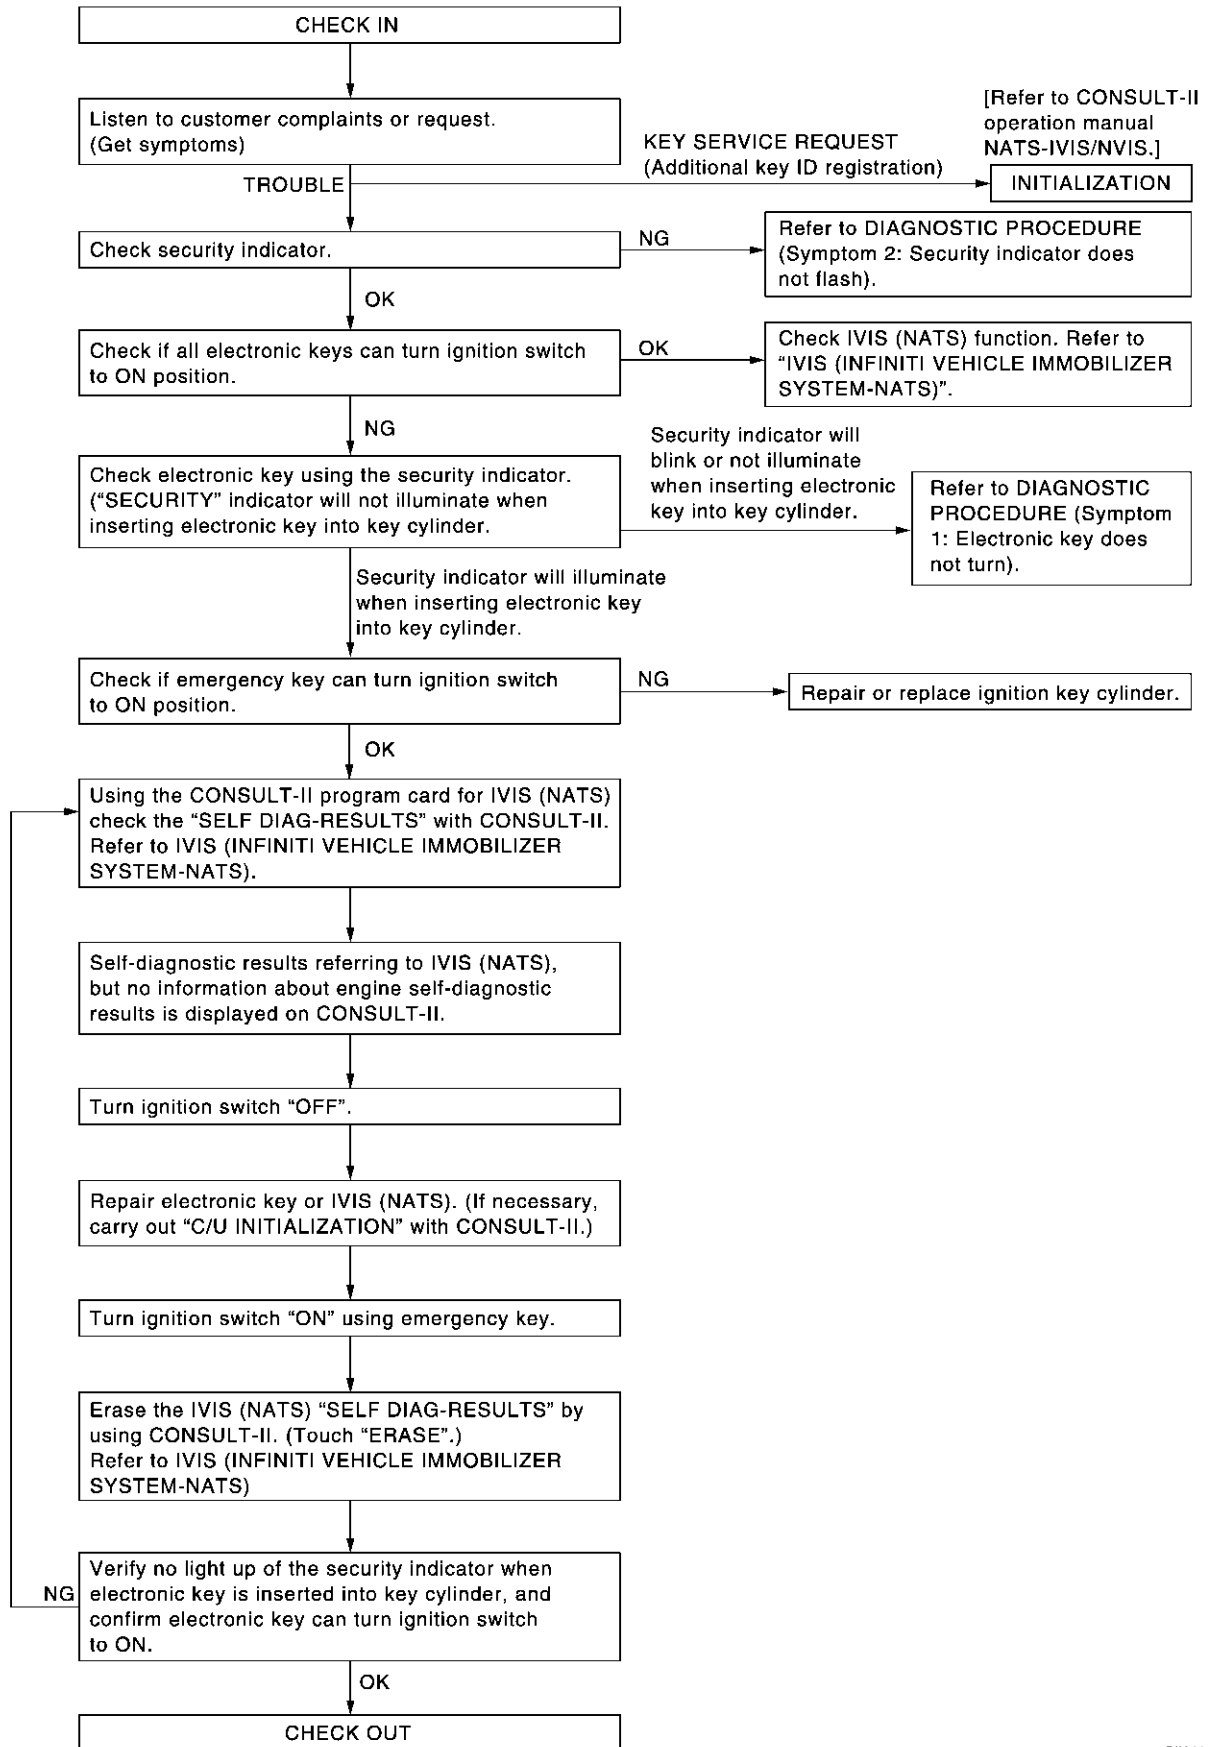 CHECK IN
Listen to customer complaints or request.
(Get symptoms)
KEY SERVICE REQUEST
(Additional key ID registration)
[Refer to CONSULT-II
operation manual
NATS-IVIS/NVIS.]
INITIALIZATION
TROUBLE
Check security indicator.
NG
Refer to DIAGNOSTIC PROCEDURE
(Symptom 2: Security indicator does
not flash).
OK
Check if all electronic keys can turn ignition switch
to ON position.
OK
Check IVIS (NATS) function. Refer to
“IVIS (INFINITI VEHICLE IMMOBILIZER
SYSTEM-NATS)”.
NG
Check electronic key using the security indicator.
(“SECURITY” indicator will not illuminate when
inserting electronic key into key cylinder.
Security indicator will
blink or not illuminate
when inserting electronic
key into key cylinder.
Refer to DIAGNOSTIC
PROCEDURE (Symptom
1: Electronic key does
not turn).
Security indicator will illuminate
when inserting electronic key
into key cylinder.
Check if emergency key can turn ignition switch
to ON position.
NG
Repair or replace ignition key cylinder.
OK
Using the CONSULT-II program card for IVIS (NATS)
check the “SELF DIAG-RESULTS” with CONSULT-II.
Refer to IVIS (INFINITI VEHICLE IMMOBILIZER
SYSTEM-NATS).
Self-diagnostic results referring to IVIS (NATS),
but no information about engine self-diagnostic
results is displayed on CONSULT-II.
Turn ignition switch “OFF”.
Repair electronic key or IVIS (NATS). (If necessary,
carry out “C/U INITIALIZATION” with CONSULT-II.)
Turn ignition switch “ON” using emergency key.
Erase the IVIS (NATS) “SELF DIAG-RESULTS” by
using CONSULT-II. (Touch “ERASE”.)
Refer to IVIS (INFINITI VEHICLE IMMOBILIZER
SYSTEM-NATS)
Verify no light up of the security indicator when
electronic key is inserted into key cylinder, and
confirm electronic key can turn ignition switch
to ON.
NG
OK
CHECK OUT